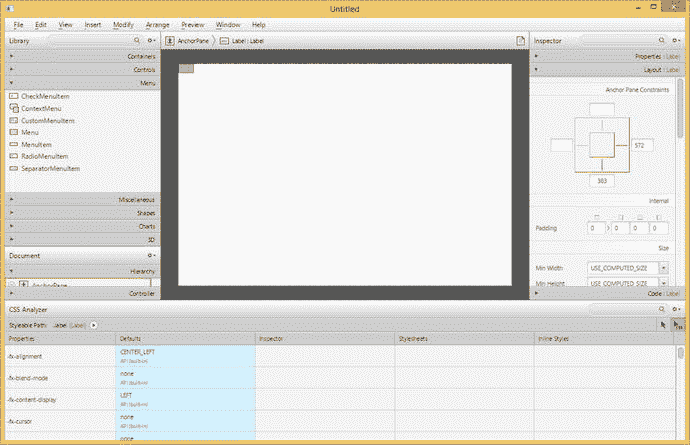 Untitled
File Edit View Insert Modify Arrange Preview Window Help
Library
AnchorPane Label : Label
Inspector
Containers
Controls
Menu
CheckMenuItem
ContextMenu
CustomMenuItem
Menu
MenuItem
RadioMenuItem
SeparatorMenuItem
Miscellaneous
Shapes
Charts
3D
Document
Hierarchy
AnchorPane
Controller
Properties : Label
Layout : Label
Anchor Pane Constraints
572
383
Internal
Padding 0 0 0 0
Size
Min Width USE_COMPUTED_SIZE
Min Height USE_COMPUTED_SIZE
Code : Label
CSS Analyzer
Styleable Path: .label (Label)
Properties Defaults Inspector Stylesheets Inline Styles
-fx-alignment CENTER_LEFT
API (built-in)
-fx-blend-mode none
API (built-in)
-fx-content-display LEFT
API (built-in)
-fx-cursor none
API (built-in)
none